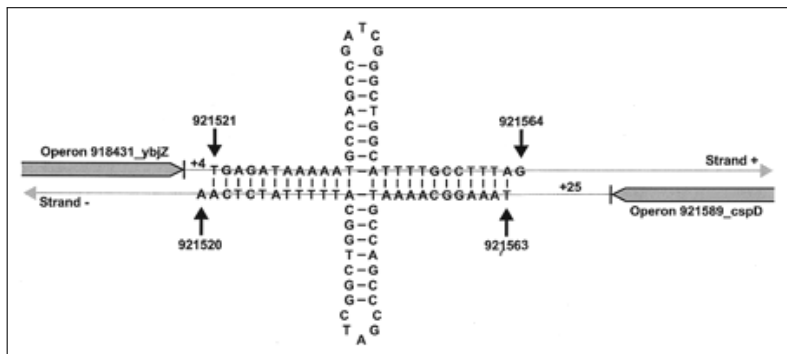 T
A C
G G
C–G
C–G
G–C
A–T
C–G
C–G
G–C
921521
921564
Operon 918431_ybjZ
+4
TGAGATAAAAAT–ATTTTGCCTTTAG
Strand +
Strand -
AACTCTATTTTTA–TAAAACGGAAAT
+25
Operon 921589_cspD
921520
921563
C–G
G–C
G–C
T–A
C–G
G–C
G–C
C C
T G
A